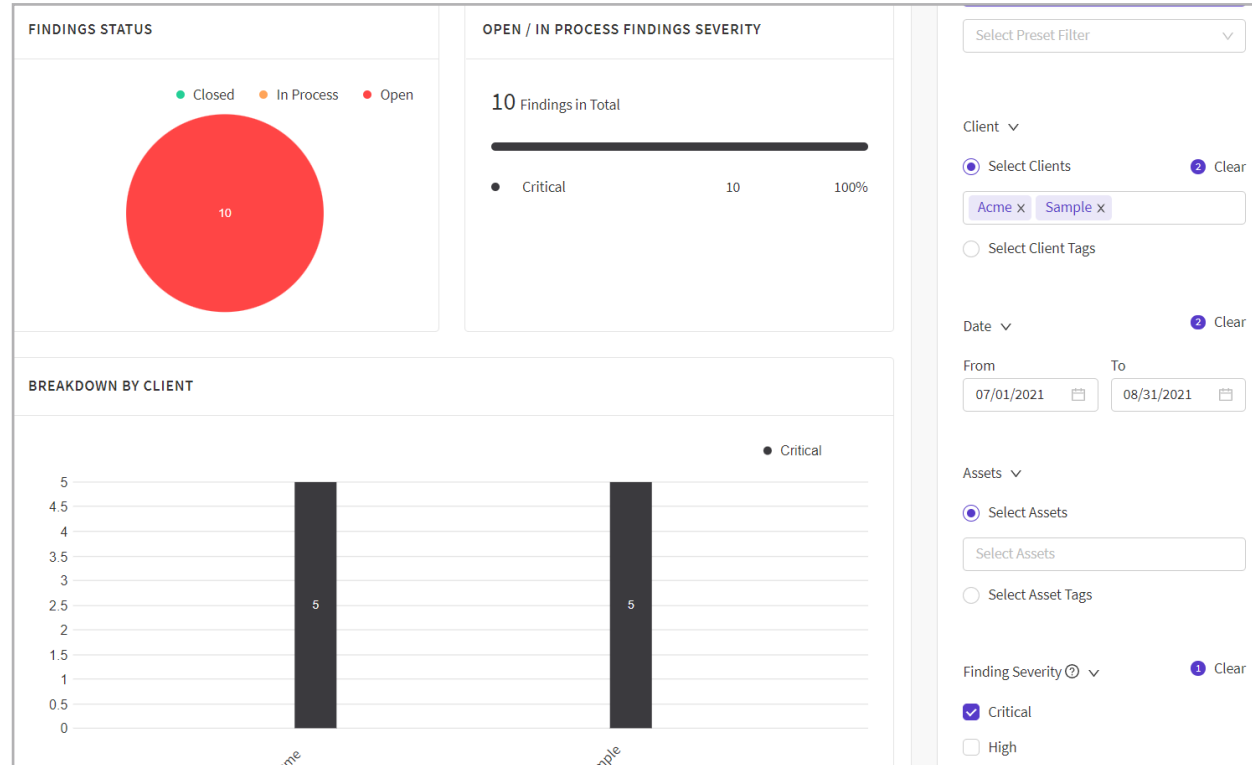 FINDINGS STATUS
Closed
In Process
Open
10
OPEN / IN PROCESS FINDINGS SEVERITY
10 Findings in Total
Critical 10 100%
BREAKDOWN BY CLIENT
Critical
5
4.5
4
3.5
3
2.5
2
1.5
1
0.5
0
5
5
Select Preset Filter
Client
Select Clients 2 Clear
Acme x Sample x
Select Client Tags
Date 2 Clear
From To
07/01/2021 08/31/2021
Assets
Select Assets
Select Assets
Select Asset Tags
Finding Severity ? 1 Clear
Critical
High